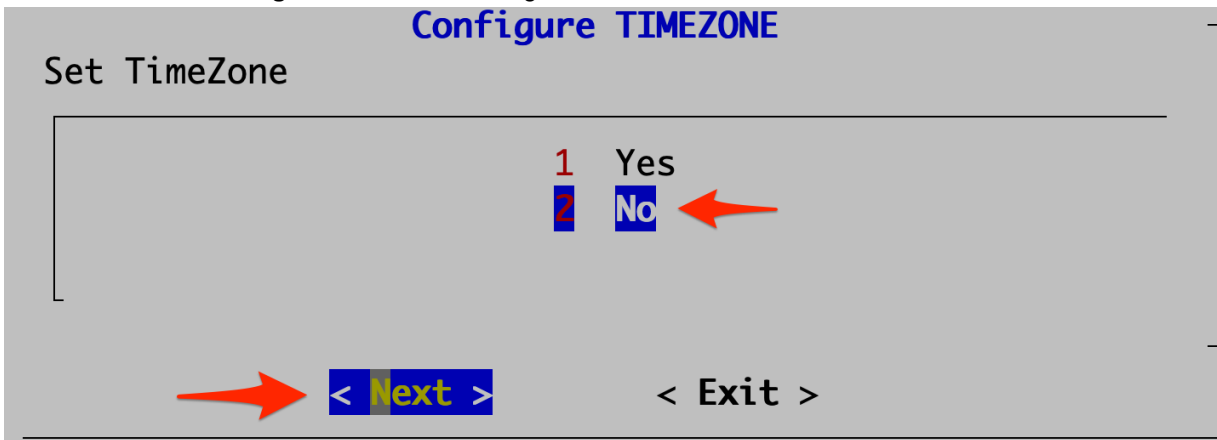 Configure TIMEZONE
Set TimeZone
1 Yes
2 No
< Next > < Exit >